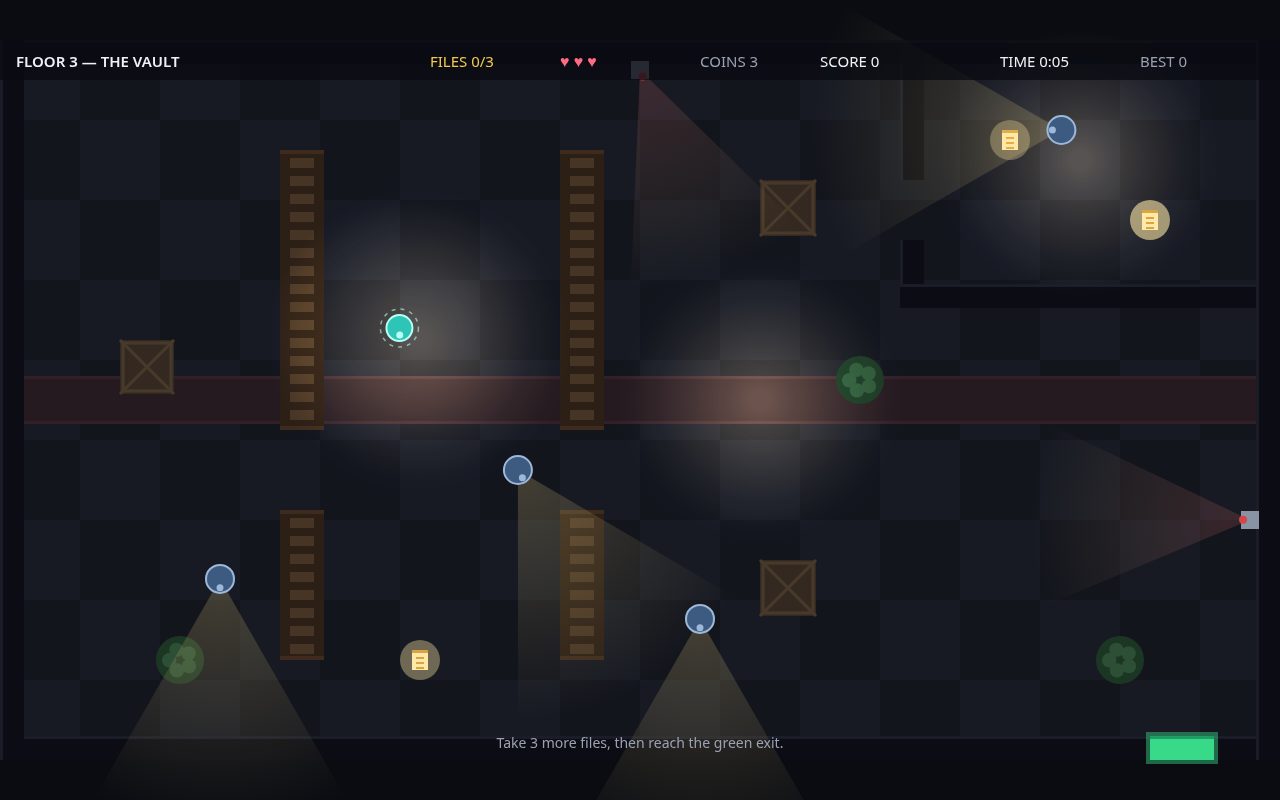 FLOOR 3 — THE VAULT FILES 0/3 ♥ ♥ ♥ COINS 3 SCORE 0 TIME 0:05 BEST 0
Take 3 more files, then reach the green exit.